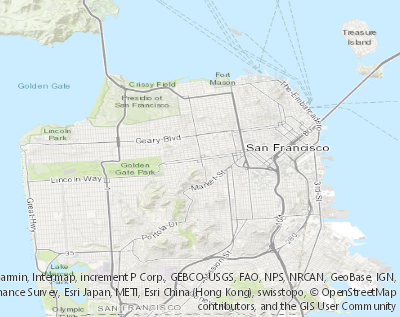 Treasure
Island
Golden Gate
Crissy Field
Fort
Mason
The Embarcadero
Presidio of
San Francisco
Lincoln
Park
Geary-Blvd
San Francisco
Golden
Gate Park
Lincoln Way
Market-St
3rd-St
Great-Hwy
Portola-Dr
280
35
Lake
Olympic
SAN FRANCISCO
armin, Intermap, increment P Corp., GEBCO, USGS, FAO, NPS, NRCAN, GeoBase, IGN,
nance Survey, Esri Japan, METI, Esri China (Hong Kong), swisstopo, © OpenStreetMap
contributors, and the GIS User Community